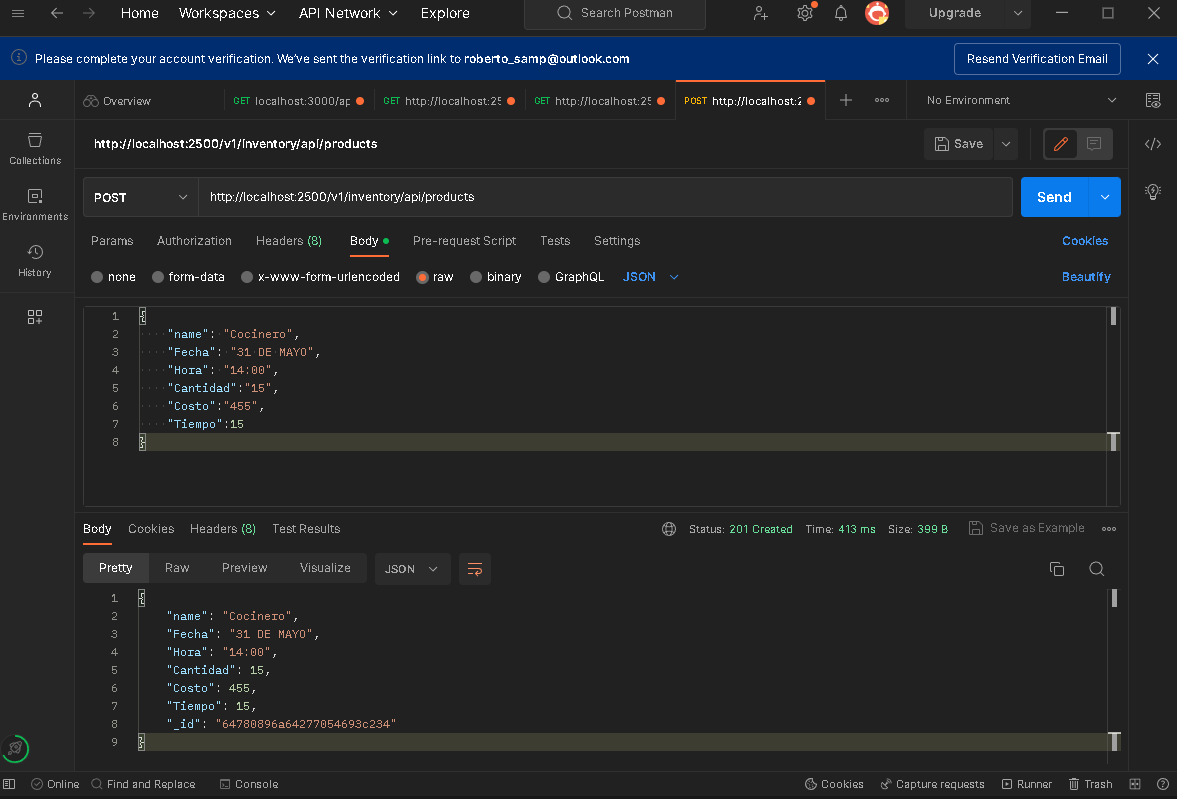 Home Workspaces API Network Explore Search Postman Upgrade
Please complete your account verification. We've sent the verification link to roberto_samp@outlook.com Resend Verification Email
Overview GET localhost:3000/ap GET http://localhost:25 GET http://localhost:25 POST http://localhost:2 No Environment
Collections
Environments
History
http://localhost:2500/v1/inventory/api/products Save
POST http://localhost:2500/v1/inventory/api/products Send
Params Authorization Headers (8) Body Pre-request Script Tests Settings Cookies
none form-data x-www-form-urlencoded raw binary GraphQL JSON Beautify
1 {
2 "name": "Cocinero",
3 "Fecha": "31 DE MAYO",
4 "Hora": "14:00",
5 "Cantidad":"15",
6 "Costo":"455",
7 "Tiempo":15
8 }
Body Cookies Headers (8) Test Results Status: 201 Created Time: 413 ms Size: 399 B Save as Example
Pretty Raw Preview Visualize JSON
1 {
2 "name": "Cocinero",
3 "Fecha": "31 DE MAYO",
4 "Hora": "14:00",
5 "Cantidad": 15,
6 "Costo": 455,
7 "Tiempo": 15,
8 "_id": "64780896a64277054693c234"
9 }
Online Find and Replace Console Cookies Capture requests Runner Trash